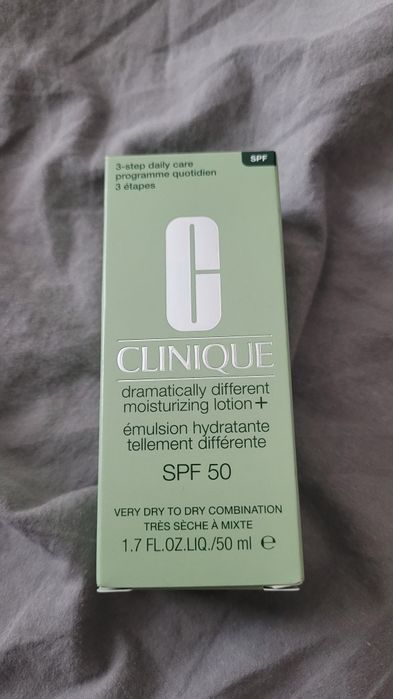 3-step daily care
programme quotidien
3 étapes
SPF
C
CLINIQUE
dramatically different
moisturizing lotion+
émulsion hydratante
tellement différente
SPF 50
VERY DRY TO DRY COMBINATION
TRÈS SÈCHE À MIXTE
1.7 FL.OZ.LIQ./50 ml ℮